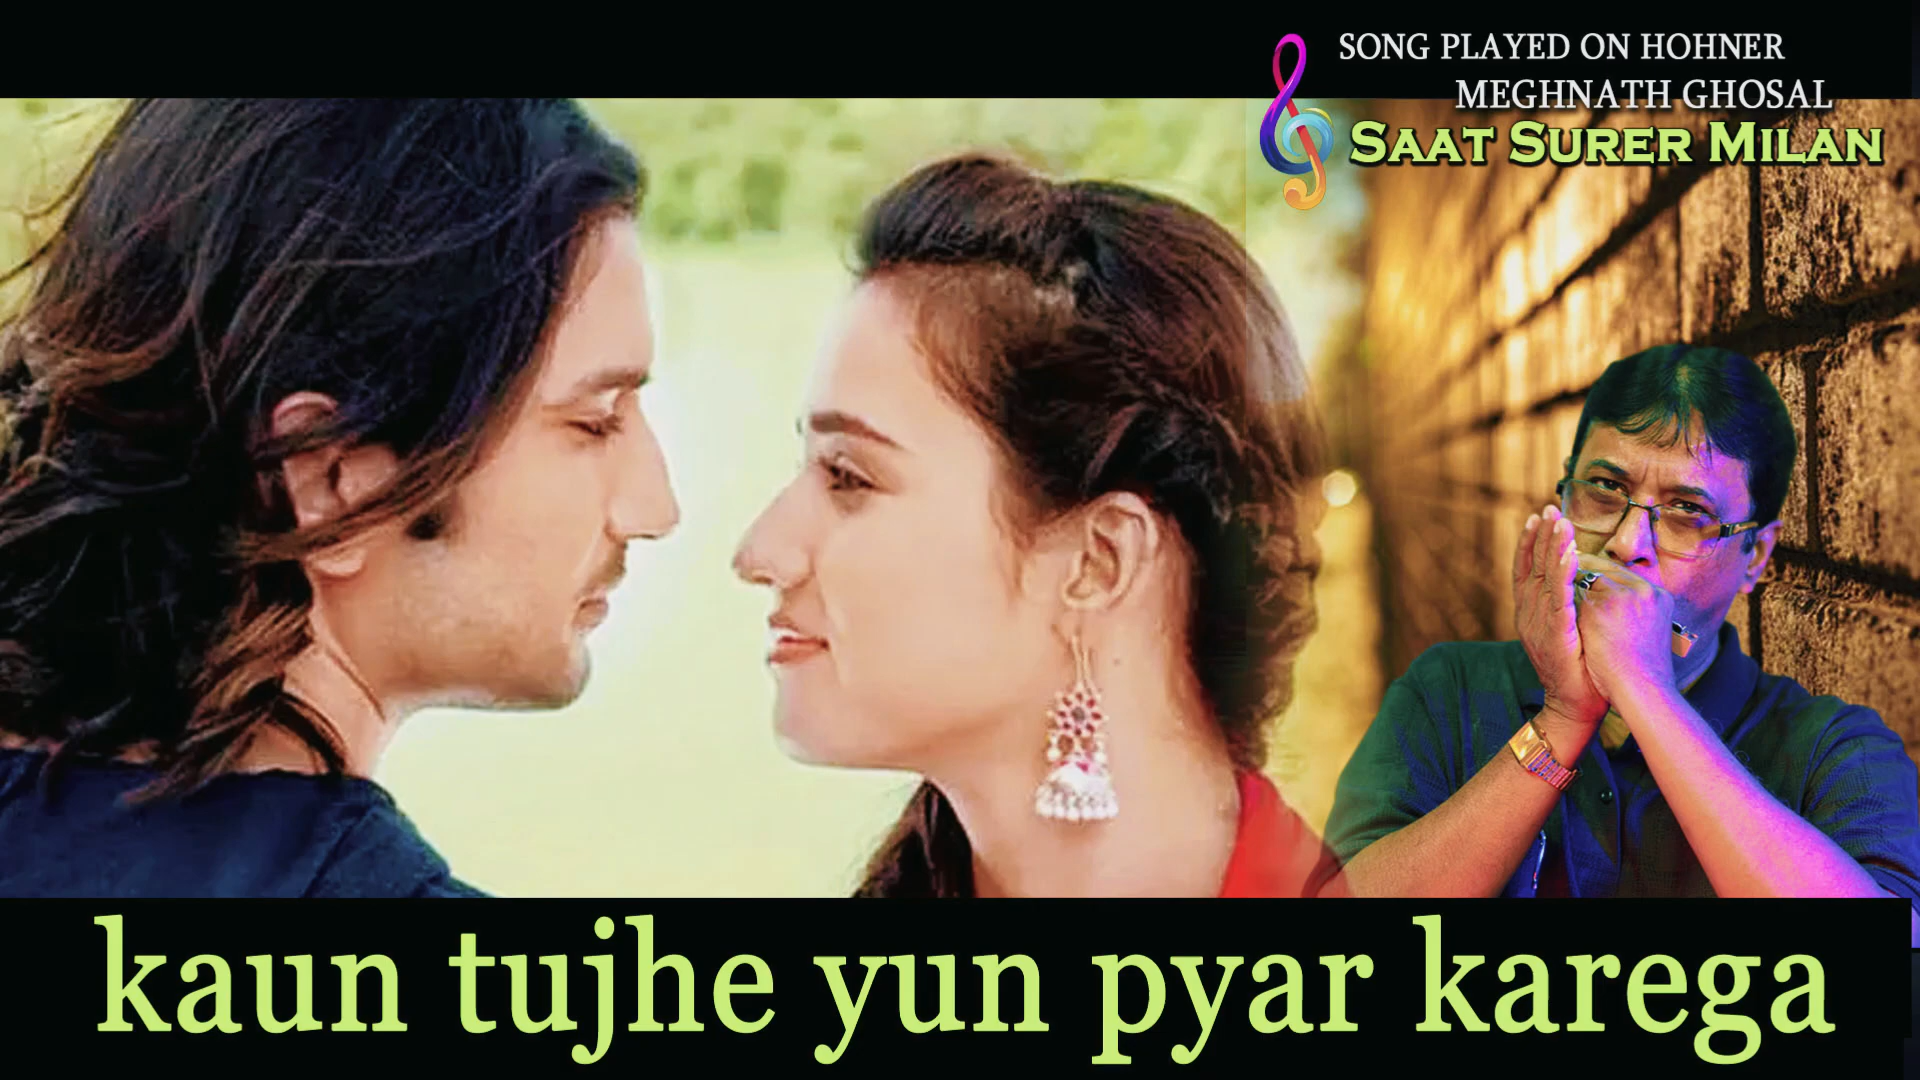 SONG PLAYED ON HOHNER
MEGHNATH GHOSAL
SAAT SURER MILAN
kaun tujhe yun pyar karega